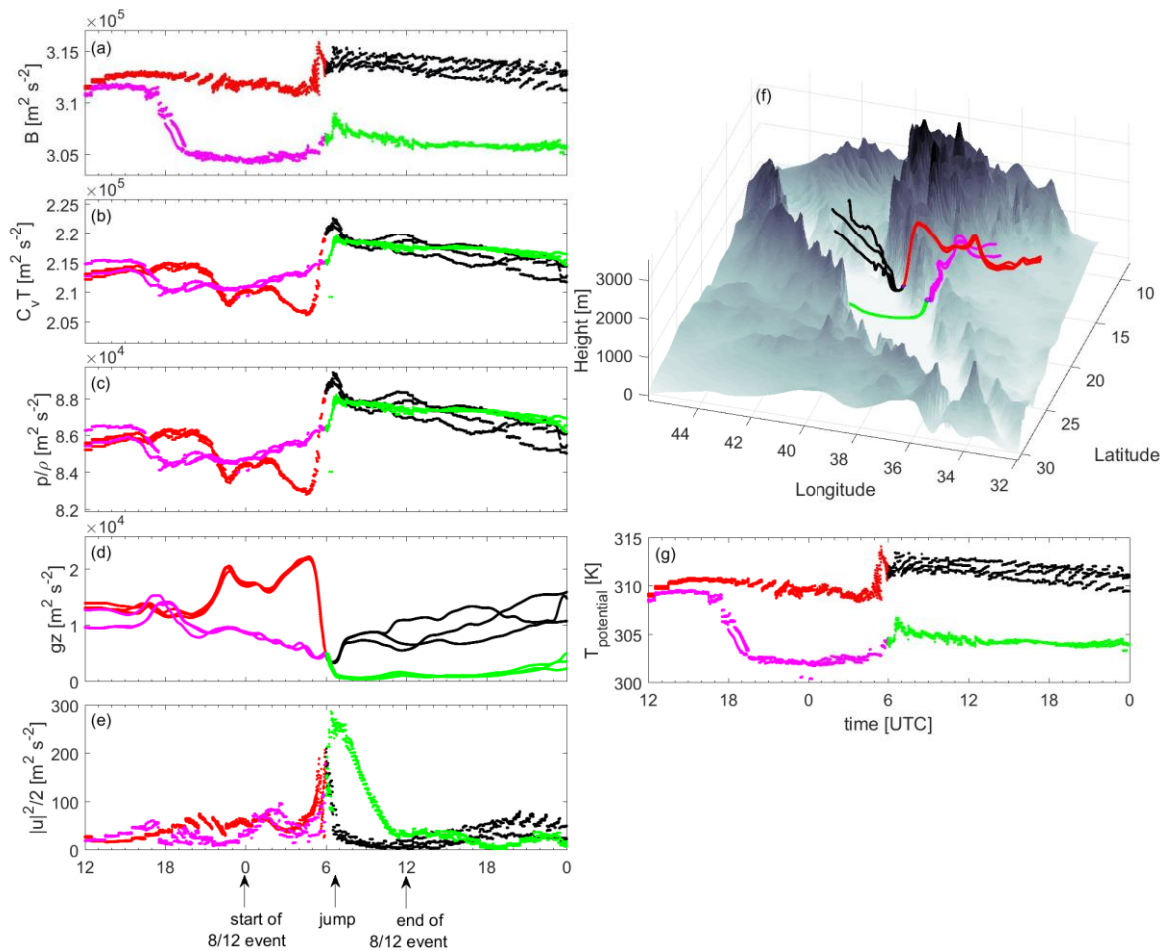 ×10⁵
(a)
3.15
3.1
3.05
B [m² s⁻²]
×10⁵
(b)
2.25
2.2
2.15
2.1
2.05
CᵥT [m² s⁻²]
×10⁴
(c)
8.8
8.6
8.4
8.2
p/ρ [m² s⁻²]
×10⁴
(d)
2
1
0
gz [m² s⁻²]
(e)
300
200
100
0
|u|²/2 [m² s⁻²]
12 18 0 6 12 18 0
start of
8/12 event
jump
end of
8/12 event
(f)
3000
2000
1000
0
Height [m]
44 42 40 38 36 34 32
Longitude
10
15
20
25
30
Latitude
(g)
315
310
305
300
T potential [K]
12 18 0 6 12 18 0
time [UTC]